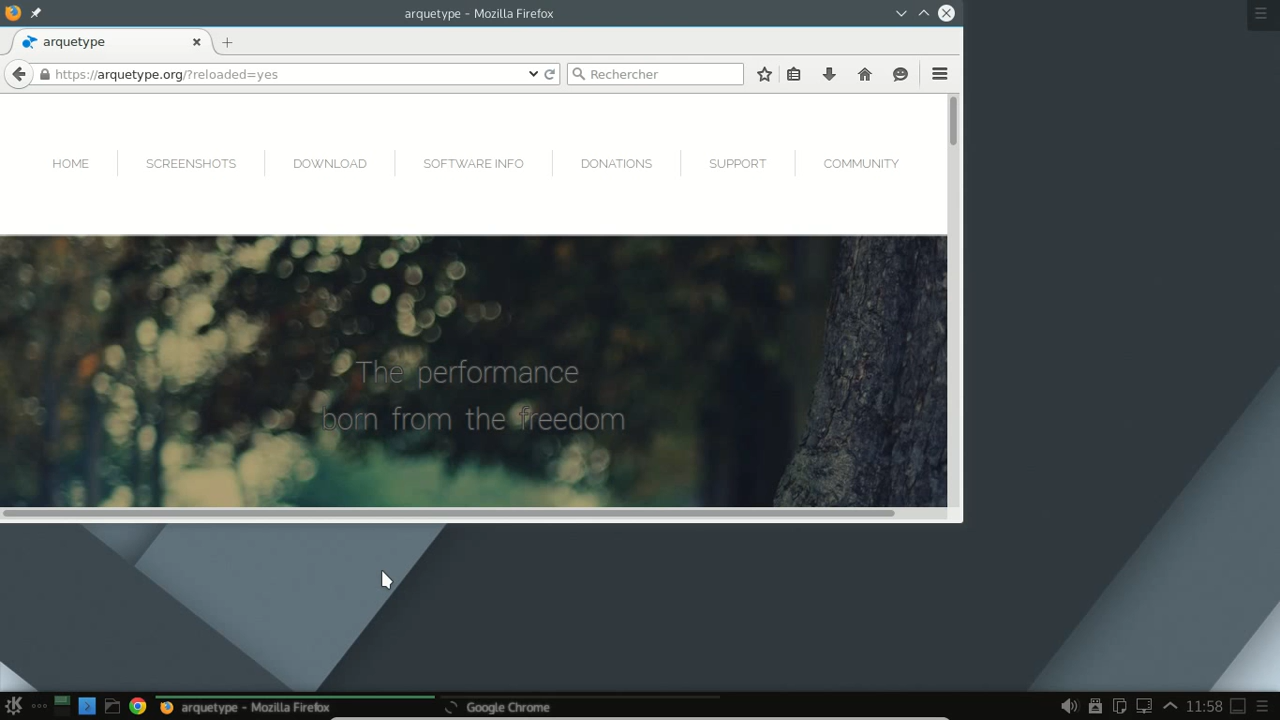 arquetype - Mozilla Firefox
arquetype
https://arquetype.org/?reloaded=yes
Rechercher
HOME
SCREENSHOTS
DOWNLOAD
SOFTWARE INFO
DONATIONS
SUPPORT
COMMUNITY
The performance
born from the freedom
arquetype - Mozilla Firefox
Google Chrome
11:58